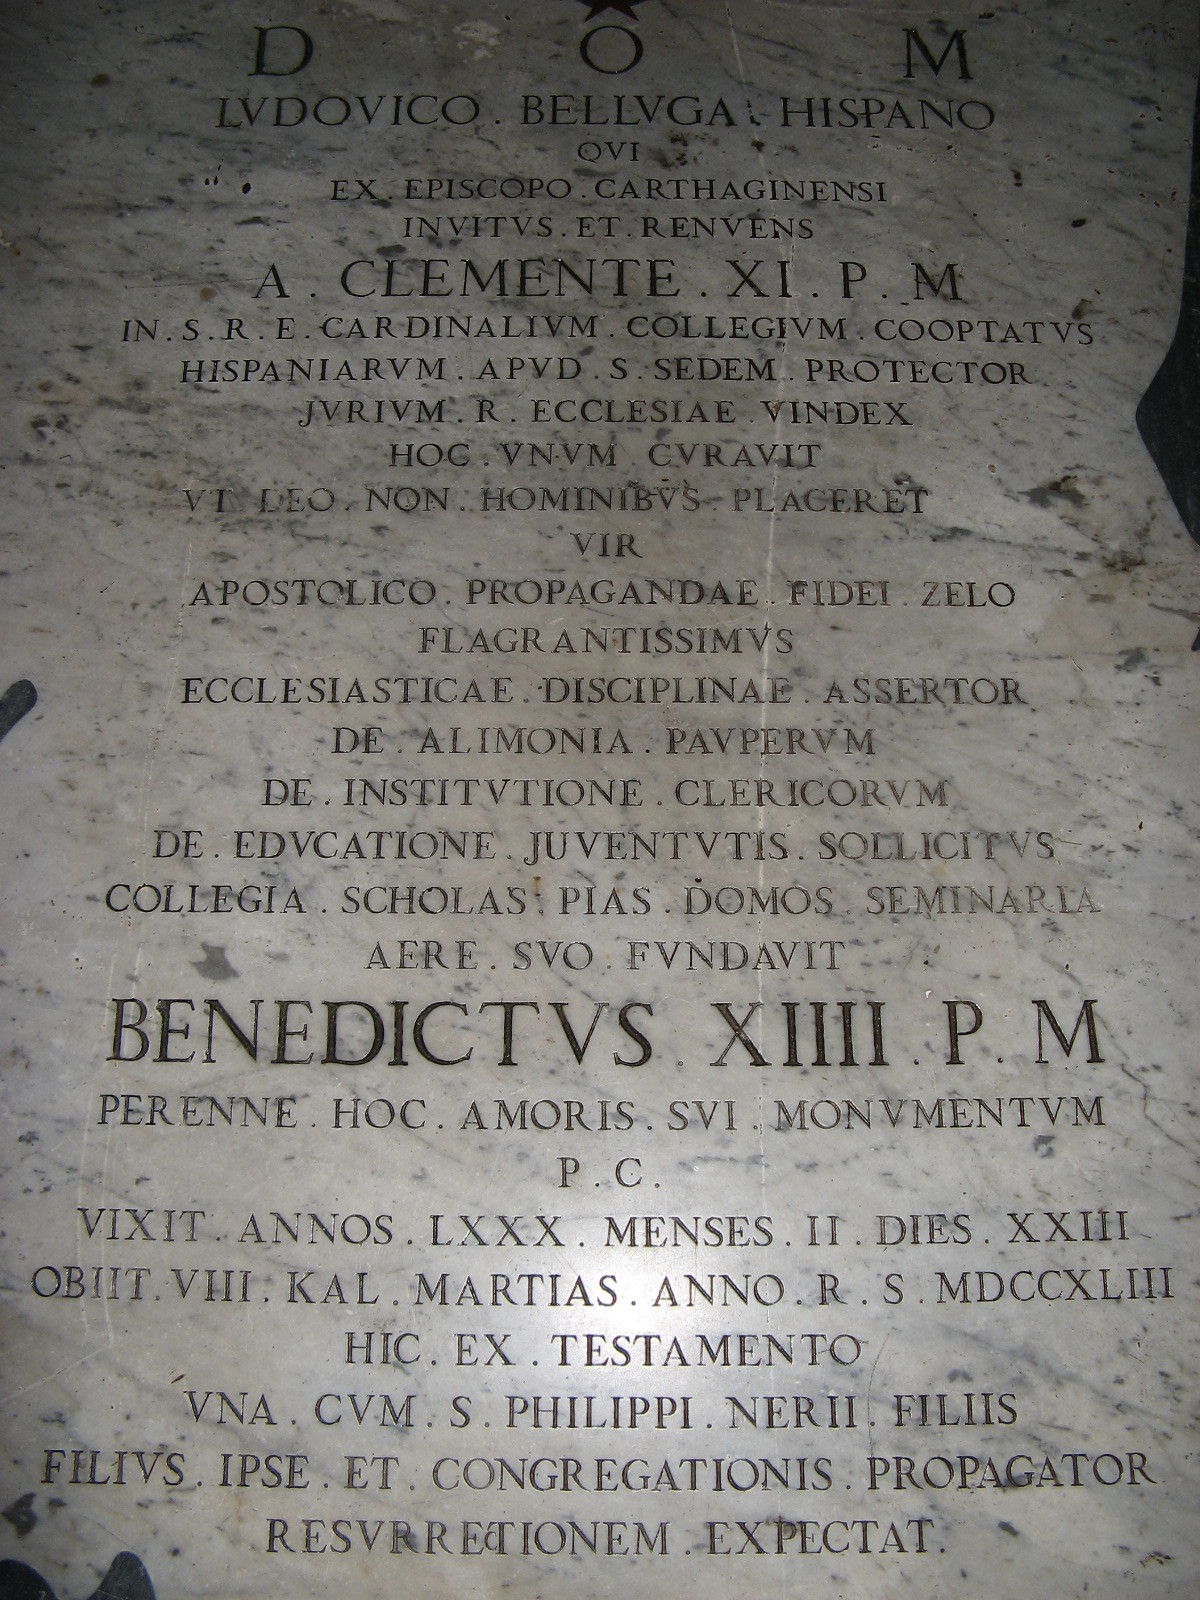 D O M
LVDOVICO . BELLVGA . HISPANO
QVI
EX . EPISCOPO . CARTHAGINENSI
INVITVS . ET . RENVENS
A . CLEMENTE . XI . P . M
IN . S . R . E . CARDINALIVM . COLLEGIVM . COOPTATVS
HISPANIARVM . APVD . S . SEDEM . PROTECTOR
JVRIVM . R . ECCLESIAE . VINDEX
HOC . VNVM . CVRAVIT
VT DEO . NON . HOMINIBVS . PLACERET
VIR
APOSTOLICO . PROPAGANDAE . FIDEI . ZELO
FLAGRANTISSIMVS
ECCLESIASTICAE . DISCIPLINAE . ASSERTOR
DE . ALIMONIA . PAVPERVM
DE . INSTITVTIONE . CLERICORVM
DE . EDVCATIONE . JUVENTVTIS . SOLLICITVS
COLLEGIA . SCHOLAS . PIAS . DOMOS . SEMINARIA
AERE . SVO . FVNDAVIT
BENEDICTVS . XIIII . P . M
PERENNE . HOC . AMORIS . SVI . MONVMENTVM
P . C .
VIXIT . ANNOS . LXXX . MENSES . II . DIES . XXIII
OBIIT . VIII . KAL . MARTIAS . ANNO . R . S . MDCCXLIII
HIC . EX . TESTAMENTO
VNA . CVM . S . PHILIPPI . NERII . FILIIS
FILIVS . IPSE . ET . CONGREGATIONIS . PROPAGATOR
RESVRRECTIONEM . EXPECTAT .